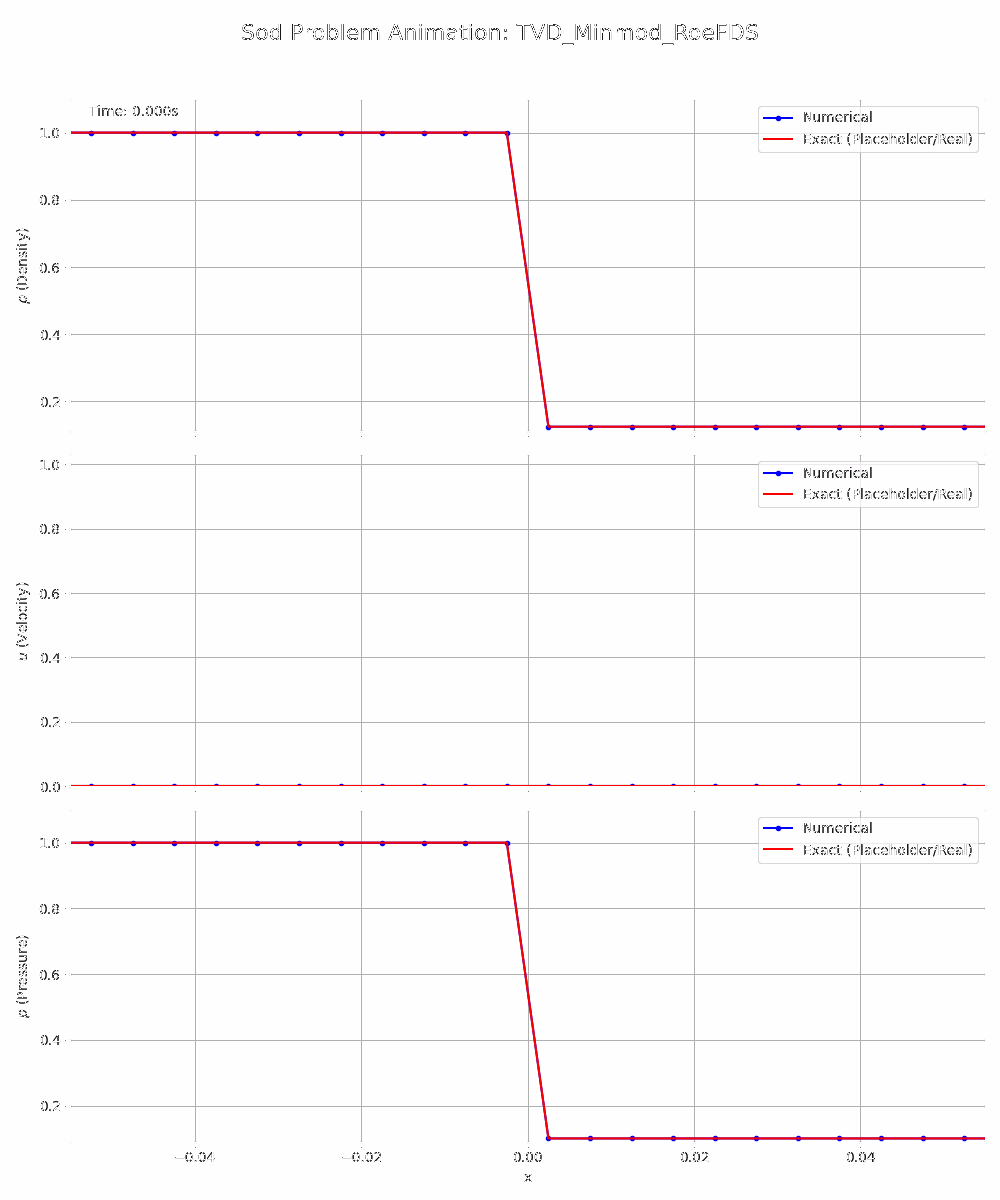 Sod Problem Animation: TVD_Minmod_RoeFDS
Time: 0.000s
Numerical
Exact (Placeholder/Real)
1.0
0.8
0.6
0.4
0.2
ρ (Density)
Numerical
Exact (Placeholder/Real)
1.0
0.8
0.6
0.4
0.2
0.0
u (Velocity)
Numerical
Exact (Placeholder/Real)
1.0
0.8
0.6
0.4
0.2
p (Pressure)
−0.04 −0.02 0.00 0.02 0.04
x